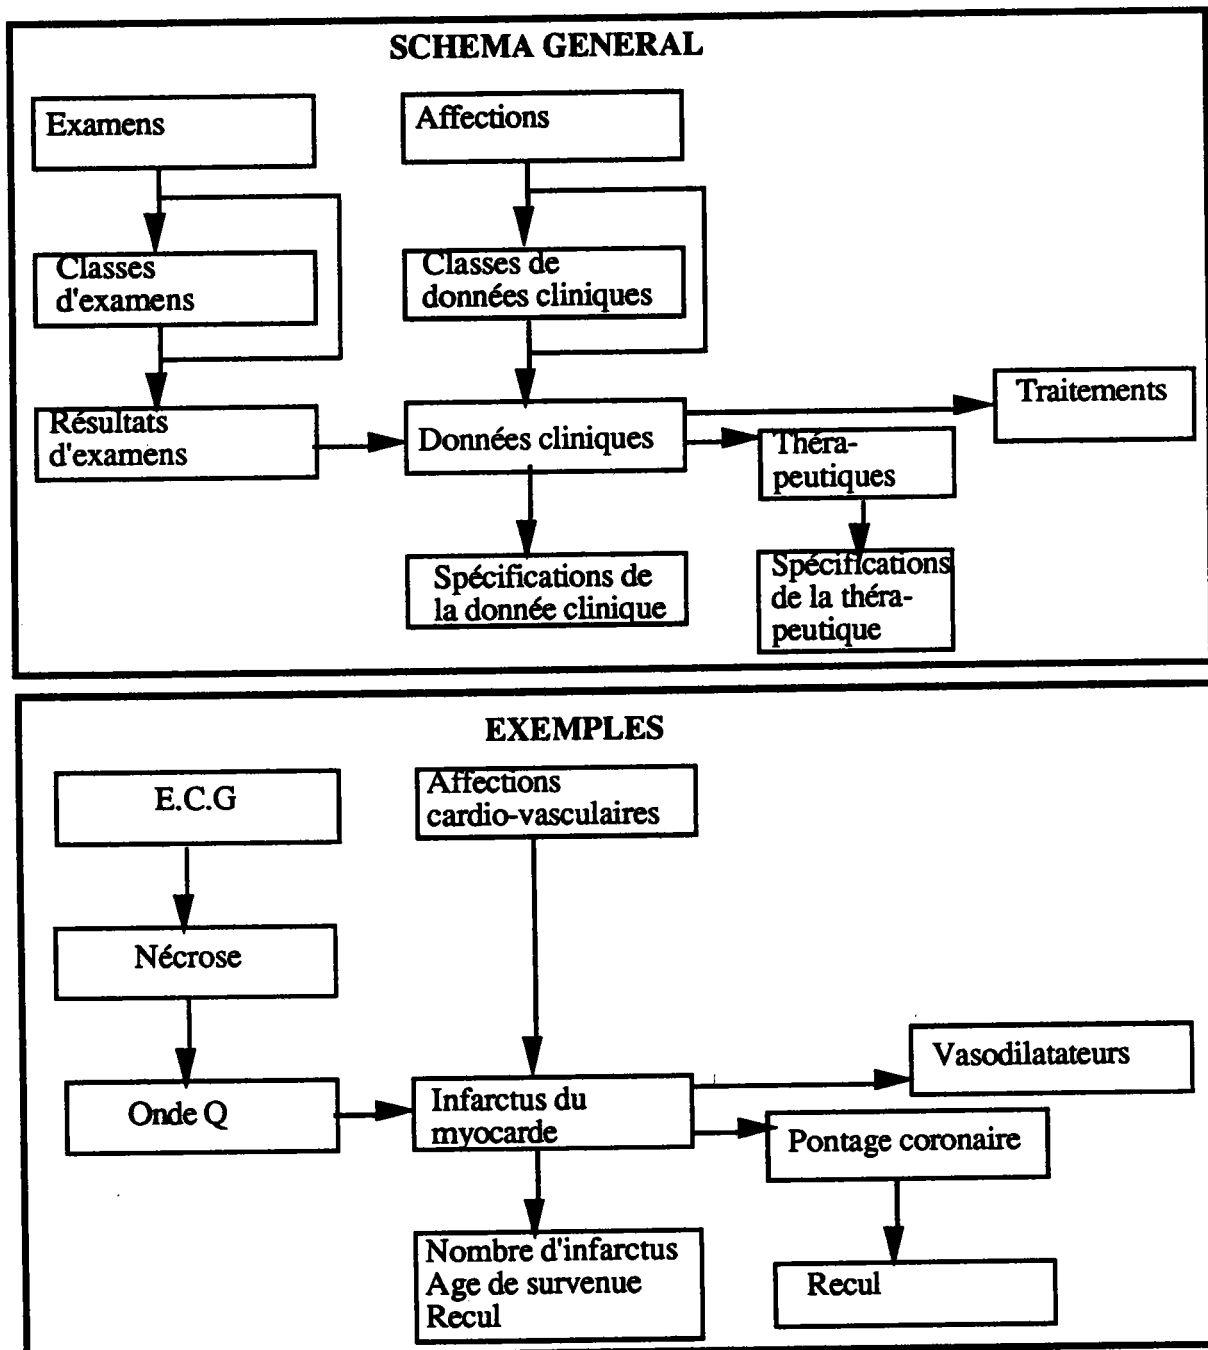 SCHEMA GENERAL
Examens
Affections
Classes
d'examens
Classes de
données cliniques
Traitements
Résultats
d'examens
Données cliniques
Théra-
peutiques
Spécifications de
la donnée clinique
Spécifications
de la théra-
peutique
EXEMPLES
E.C.G
Affections
cardio-vasculaires
Nécrose
Vasodilatateurs
Onde Q
Infarctus du
myocarde
Pontage coronaire
Nombre d'infarctus
Age de survenue
Recul
Recul